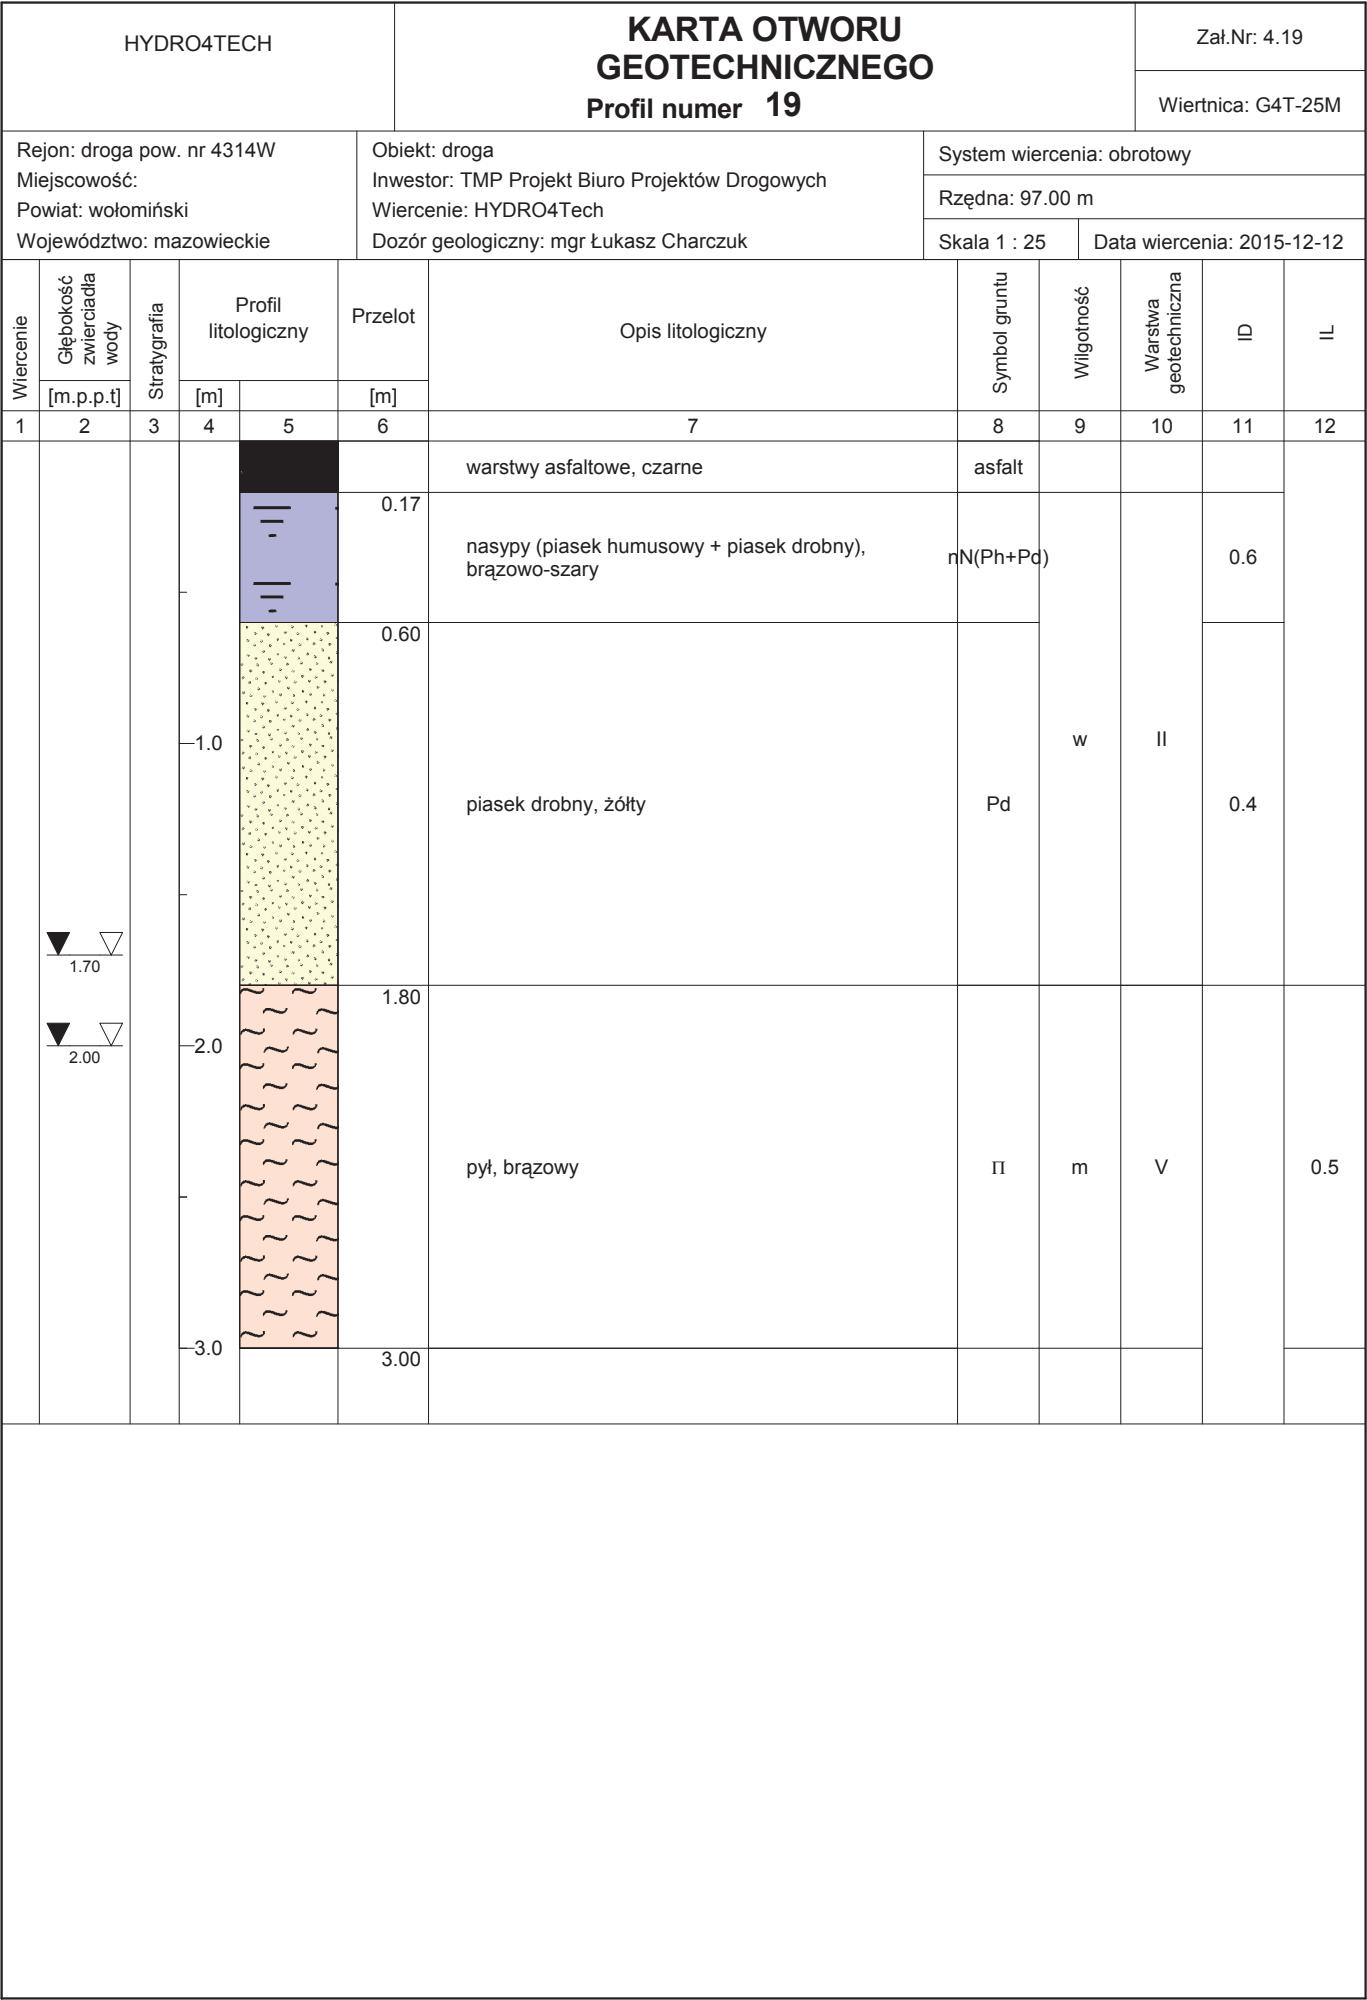 HYDRO4TECH
KARTA OTWORU
GEOTECHNICZNEGO
Profil numer 19
Zał.Nr: 4.19
Wiertnica: G4T-25M
Rejon: droga pow. nr 4314W
Miejscowość:
Powiat: wołomiński
Województwo: mazowieckie
Obiekt: droga
Inwestor: TMP Projekt Biuro Projektów Drogowych
Wiercenie: HYDRO4Tech
Dozór geologiczny: mgr Łukasz Charczuk
System wiercenia: obrotowy
Rzędna: 97.00 m
Skala 1 : 25
Data wiercenia: 2015-12-12
Wiercenie
Głębokość
zwierciadła
wody
[m.p.p.t]
Stratygrafia
Profil
litologiczny
[m]
Przelot
[m]
Opis litologiczny
Symbol gruntu
Wilgotność
Warstwa
geotechniczna
ID
IL
1 2 3 4 5 6 7 8 9 10 11 12
warstwy asfaltowe, czarne asfalt
0.17
nasypy (piasek humusowy + piasek drobny),
brązowo-szary
nN(Ph+Pd) 0.6
0.60
1.0
w II
piasek drobny, żółty Pd 0.4
1.70
1.80
2.0
2.00
pył, brązowy Π m V 0.5
3.0
3.00